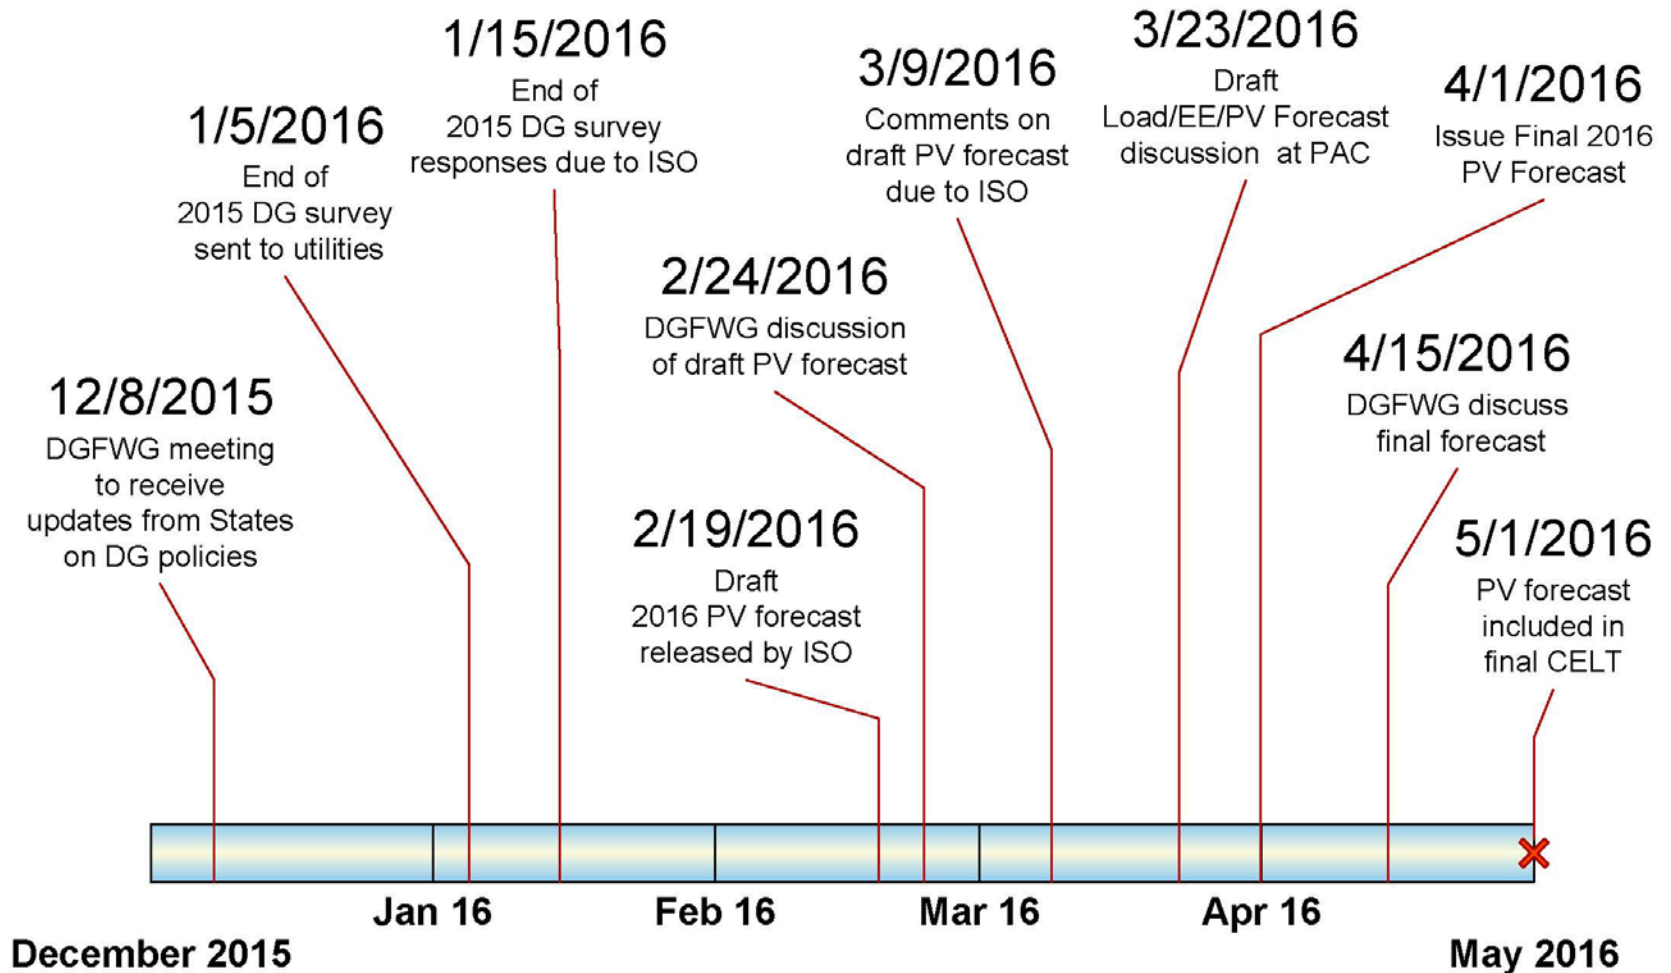 12/8/2015
DGFWG meeting
to receive
updates from States
on DG policies
1/5/2016
End of
2015 DG survey
sent to utilities
1/15/2016
End of
2015 DG survey
responses due to ISO
2/19/2016
Draft
2016 PV forecast
released by ISO
2/24/2016
DGFWG discussion
of draft PV forecast
3/9/2016
Comments on
draft PV forecast
due to ISO
3/23/2016
Draft
Load/EE/PV Forecast
discussion at PAC
4/1/2016
Issue Final 2016
PV Forecast
4/15/2016
DGFWG discuss
final forecast
5/1/2016
PV forecast
included in
final CELT
Jan 16
Feb 16
Mar 16
Apr 16
December 2015
May 2016